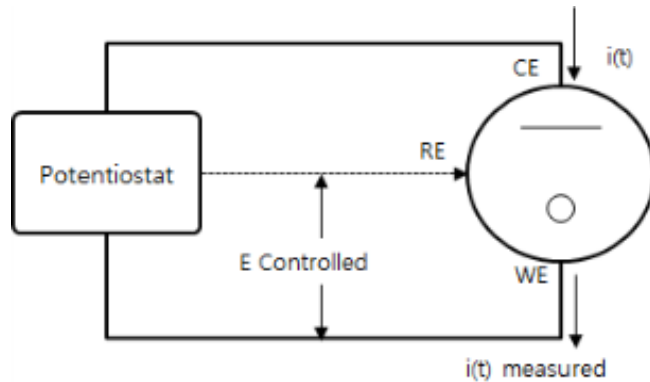 CE
i(t)
RE
Potentiostat
E Controlled
WE
i(t) measured